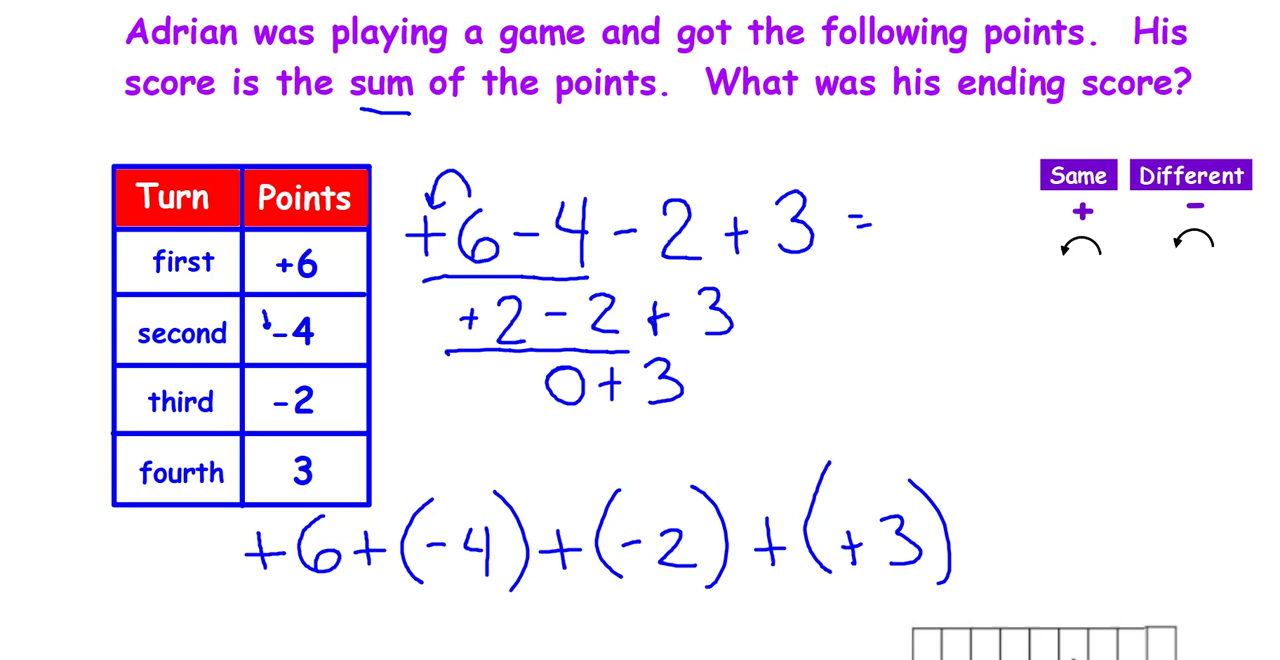 Adrian was playing a game and got the following points. His
score is the sum of the points. What was his ending score?
Turn Points
first +6
second -4
third -2
fourth 3
+6 - 4 - 2 + 3 =
+2 - 2 + 3
0 + 3
+6 + (-4) + (-2) + (+3)
Same Different
+ -